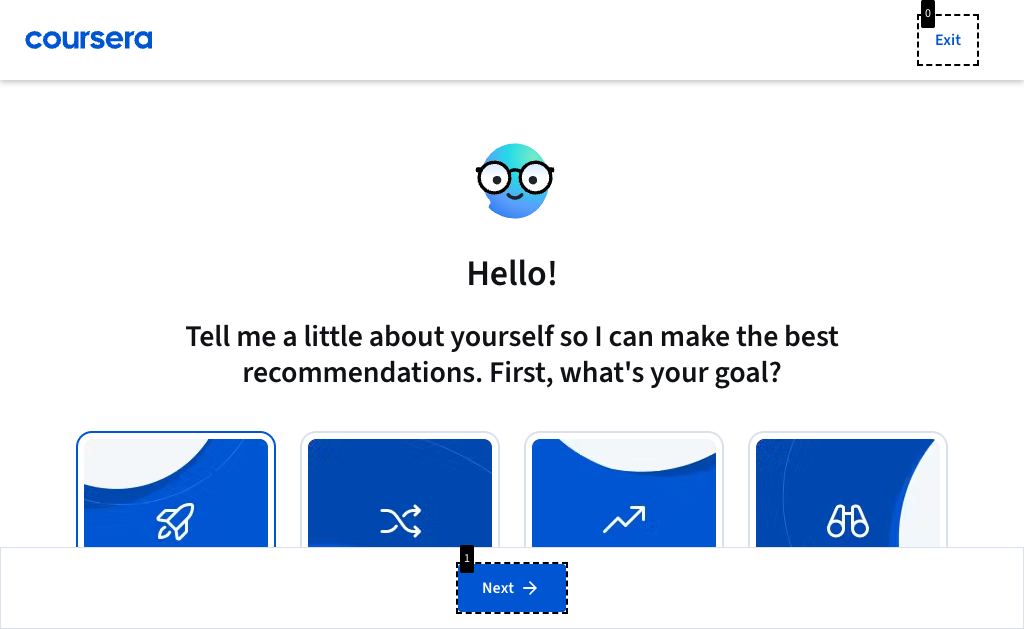 coursera
0
Exit
Hello!
Tell me a little about yourself so I can make the best
recommendations. First, what's your goal?
1
Next